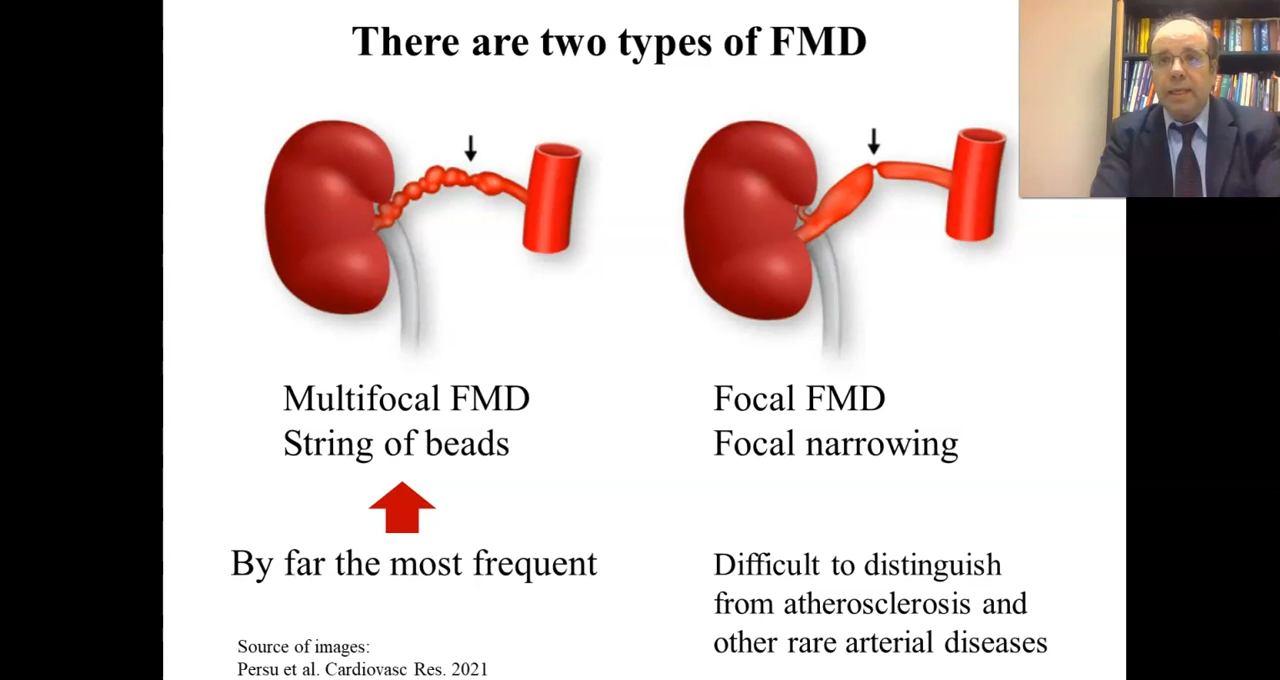 There are two types of FMD
Multifocal FMD
String of beads
Focal FMD
Focal narrowing
By far the most frequent
Difficult to distinguish
from atherosclerosis and
other rare arterial diseases
Source of images:
Persu et al. Cardiovasc Res. 2021